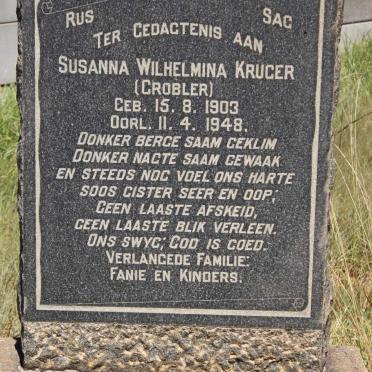 RUS SAG
TER GEDAGTENIS AAN
SUSANNA WILHELMINA KRUGER
(GROBLER)
GEB. 15. 8. 1903
OORL. 11. 4. 1948.
DONKER BERGE SAAM GEKLIM
DONKER NAGTE SAAM GEWAAK
EN STEEDS NOG VOEL ONS HARTE
SOOS GISTER SEER EN OOP;
GEEN LAASTE AFSKEID,
GEEN LAASTE BLIK VERLEEN.
ONS SWYG; GOD IS GOED.
VERLANGEDE FAMILIE:
FANIE EN KINDERS.